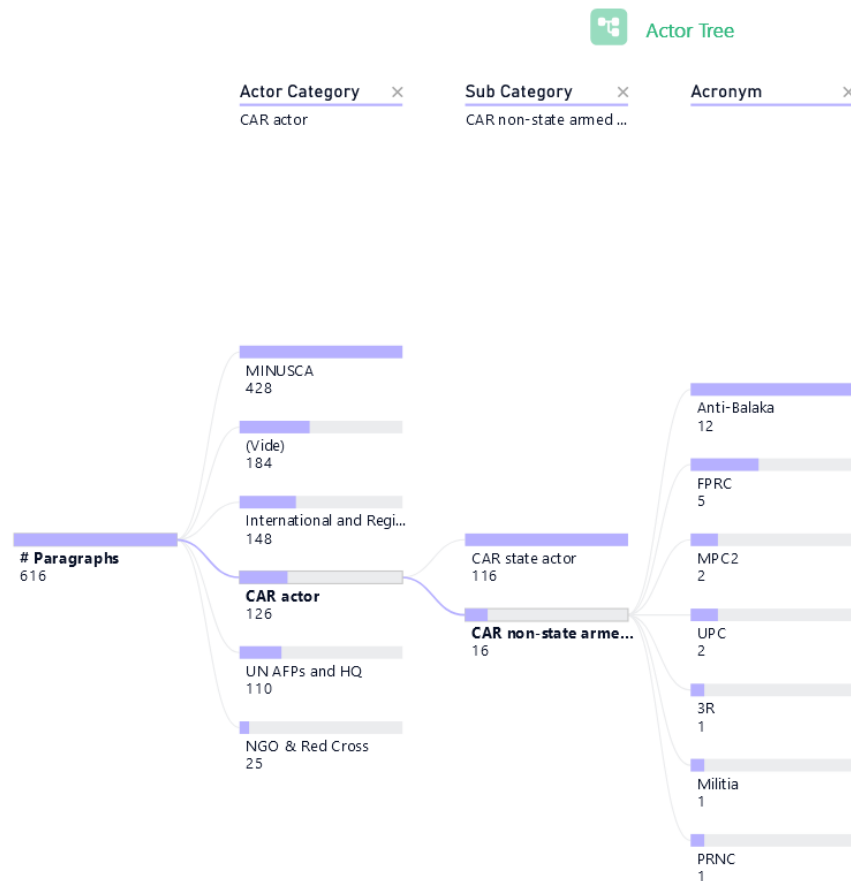 Actor Tree
Actor Category ×
Sub Category ×
Acronym ×
CAR actor
CAR non-state armed ...
MINUSCA
428
(Vide)
184
International and Regi...
148
# Paragraphs
616
CAR actor
126
UN AFPs and HQ
110
NGO & Red Cross
25
CAR state actor
116
CAR non-state arme...
16
Anti-Balaka
12
FPRC
5
MPC2
2
UPC
2
3R
1
Militia
1
PRNC
1